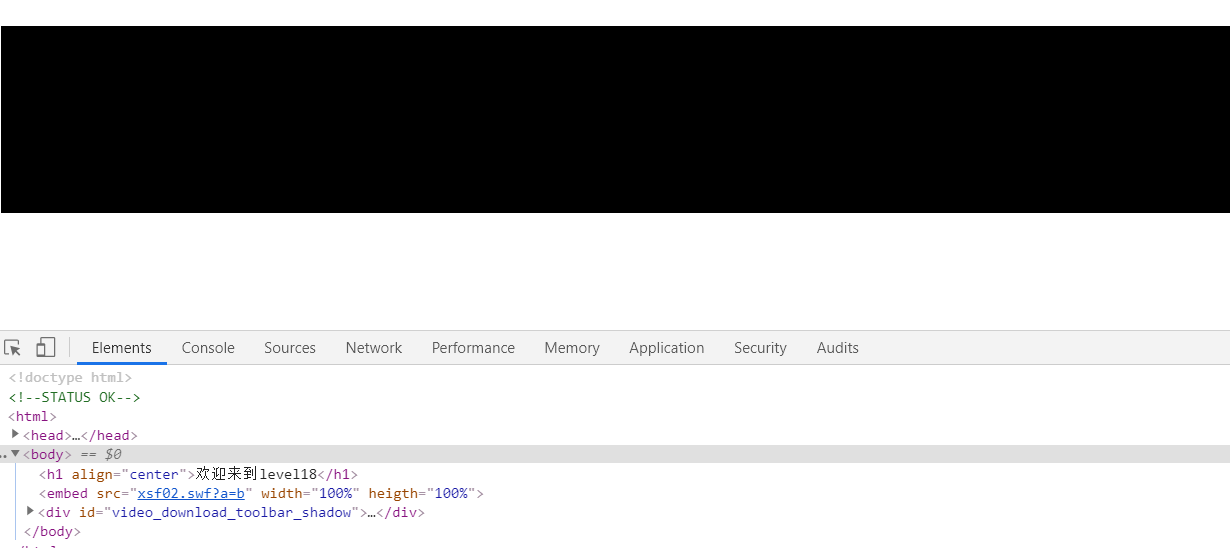 Elements Console Sources Network Performance Memory Application Security Audits
<!doctype html>
<!--STATUS OK-->
<html>
<head>…</head>
<body> == $0
<h1 align="center">欢迎来到level18</h1>
<embed src="xsf02.swf?a=b" width="100%" heigth="100%">
<div id="video_download_toolbar_shadow">…</div>
</body>